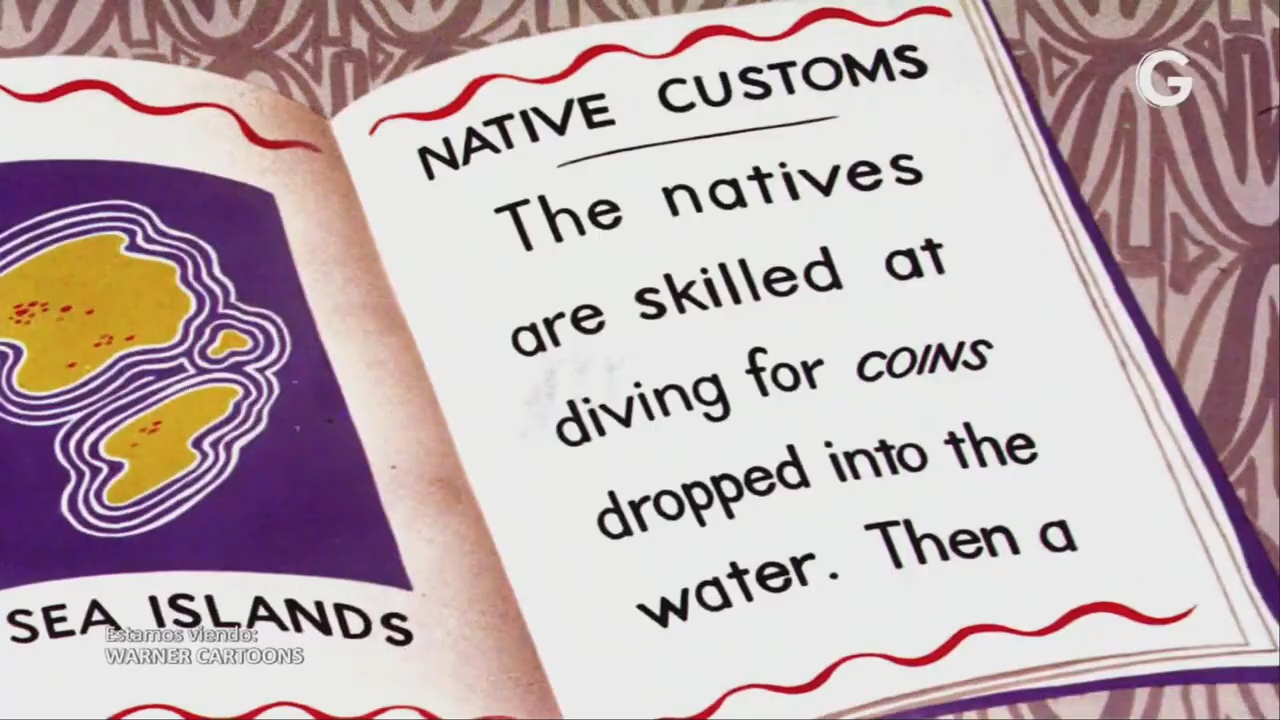 SEA ISLANDS
NATIVE CUSTOMS
The natives
are skilled at
diving for COINS
dropped into the
water. Then a
G
Estamos viendo:
WARNER CARTOONS